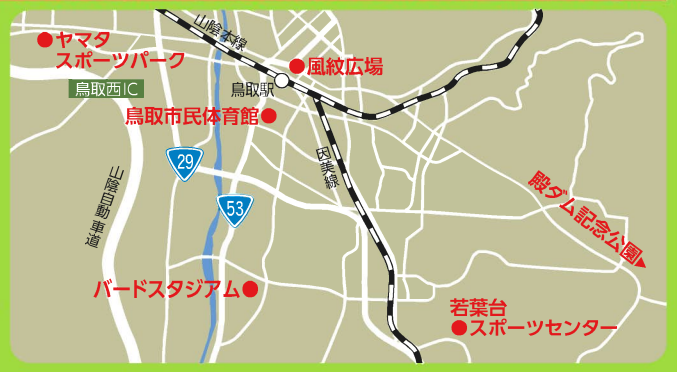 山陰本線
ヤマタ
スポーツパーク
風紋広場
鳥取西IC
鳥取駅
鳥取市民体育館
因美線
29
山陰自動車道
53
殿ダム記念公園
バードスタジアム
若葉台
スポーツセンター